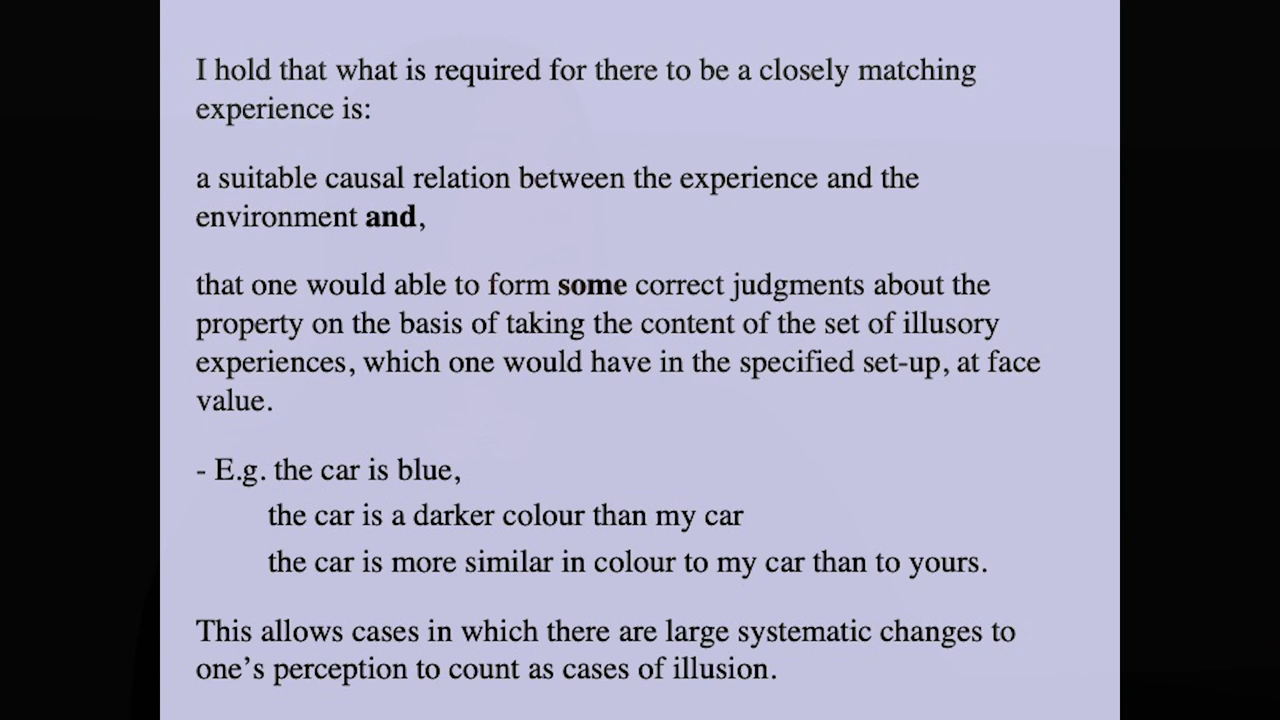 I hold that what is required for there to be a closely matching
experience is:
a suitable causal relation between the experience and the
environment and,
that one would able to form some correct judgments about the
property on the basis of taking the content of the set of illusory
experiences, which one would have in the specified set-up, at face
value.
- E.g. the car is blue,
the car is a darker colour than my car
the car is more similar in colour to my car than to yours.
This allows cases in which there are large systematic changes to
one’s perception to count as cases of illusion.